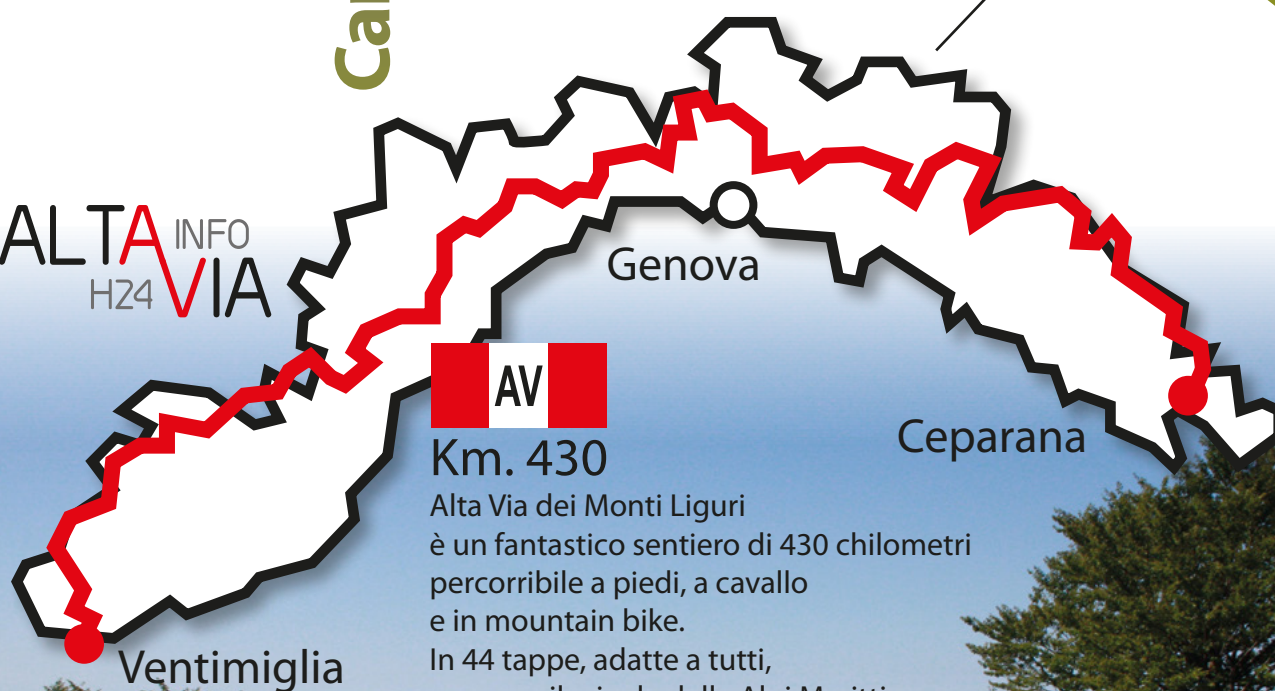 Ca
ALTA INFO
H24 VIA
Genova
AV
Km. 430
Ceparana
Alta Via dei Monti Liguri
è un fantastico sentiero di 430 chilometri
percorribile a piedi, a cavallo
e in mountain bike.
In 44 tappe, adatte a tutti,
Ventimiglia